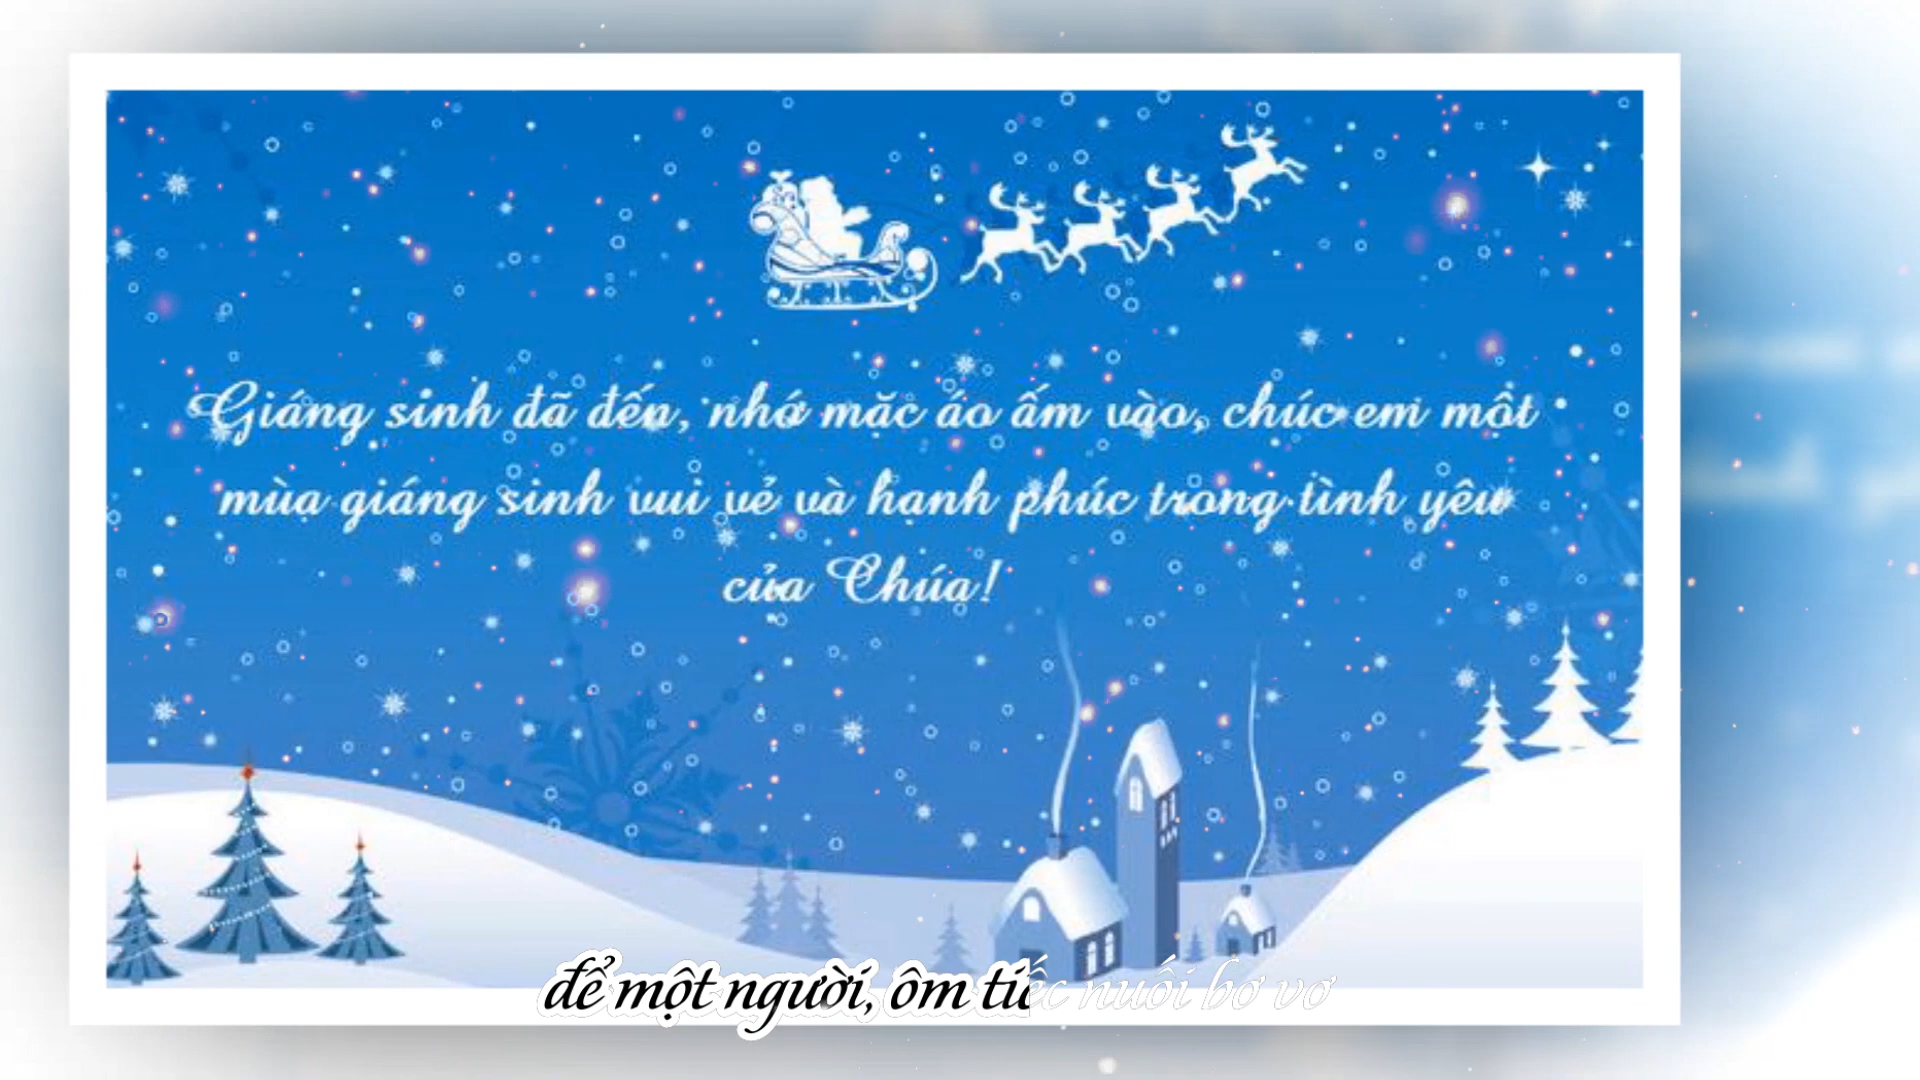 Giáng sinh đã đến, nhớ mặc áo ấm vào, chúc em một
mùa giáng sinh vui vẻ và hạnh phúc trong tình yêu
của Chúa!
để một người, ôm tiếc nuối bơ vơ